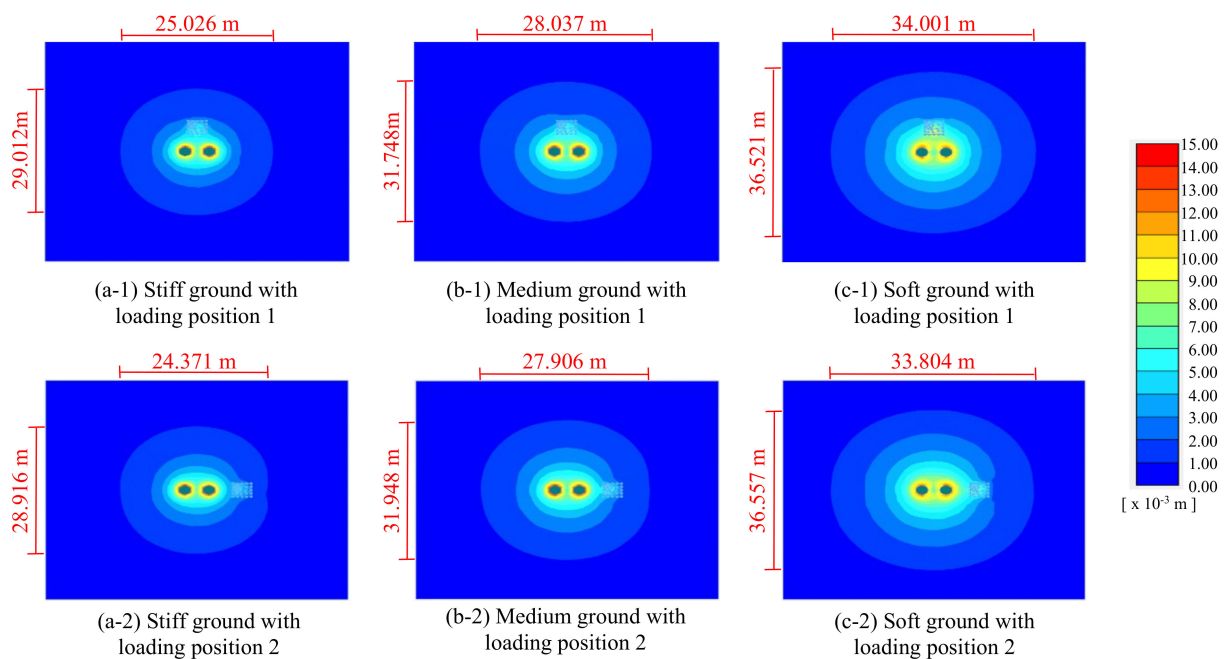 25.026 m
28.037 m
34.001 m
29.012m
31.748m
36.521 m
(a-1) Stiff ground with
loading position 1
(b-1) Medium ground with
loading position 1
(c-1) Soft ground with
loading position 1
24.371 m
27.906 m
33.804 m
28.916 m
31.948 m
36.557 m
(a-2) Stiff ground with
loading position 2
(b-2) Medium ground with
loading position 2
(c-2) Soft ground with
loading position 2
15.00
14.00
13.00
12.00
11.00
10.00
9.00
8.00
7.00
6.00
5.00
4.00
3.00
2.00
1.00
0.00
[ x 10⁻³ m ]